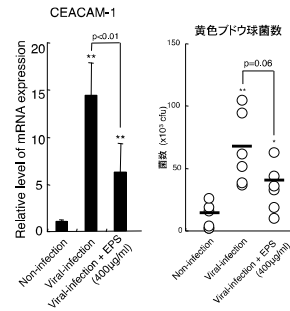 CEACAM-1
p<0.01
Relative level of mRNA expression
20
15
10
5
0
**
**
Non-infection
Viral-infection
Viral-infection + EPS
(400μg/ml)
黄色ブドウ球菌数
p=0.06
菌数 (x10³ cfu)
150
100
50
0
**
*
Non-infection
Viral-infection
Viral-infection + EPS
(400μg/ml)